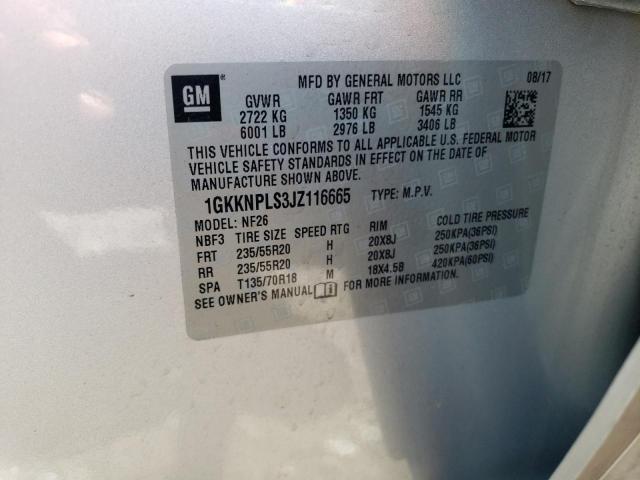 GM
MFD BY GENERAL MOTORS LLC 08/17
GVWR GAWR FRT GAWR RR
2722 KG 1350 KG 1545 KG
6001 LB 2976 LB 3406 LB
THIS VEHICLE CONFORMS TO ALL APPLICABLE U.S. FEDERAL MOTOR
VEHICLE SAFETY STANDARDS IN EFFECT ON THE DATE OF
MANUFACTURE SHOWN ABOVE.
1GKKNPLS3JZ116665 TYPE: M.P.V.
MODEL: NF26
NBF3 TIRE SIZE SPEED RTG RIM COLD TIRE PRESSURE
FRT 235/55R20 H 20X8J 250KPA(36PSI)
RR 235/55R20 H 20X8J 250KPA(36PSI)
SPA T135/70R18 M 18X4.5B 420KPA(60PSI)
SEE OWNER'S MANUAL FOR MORE INFORMATION.